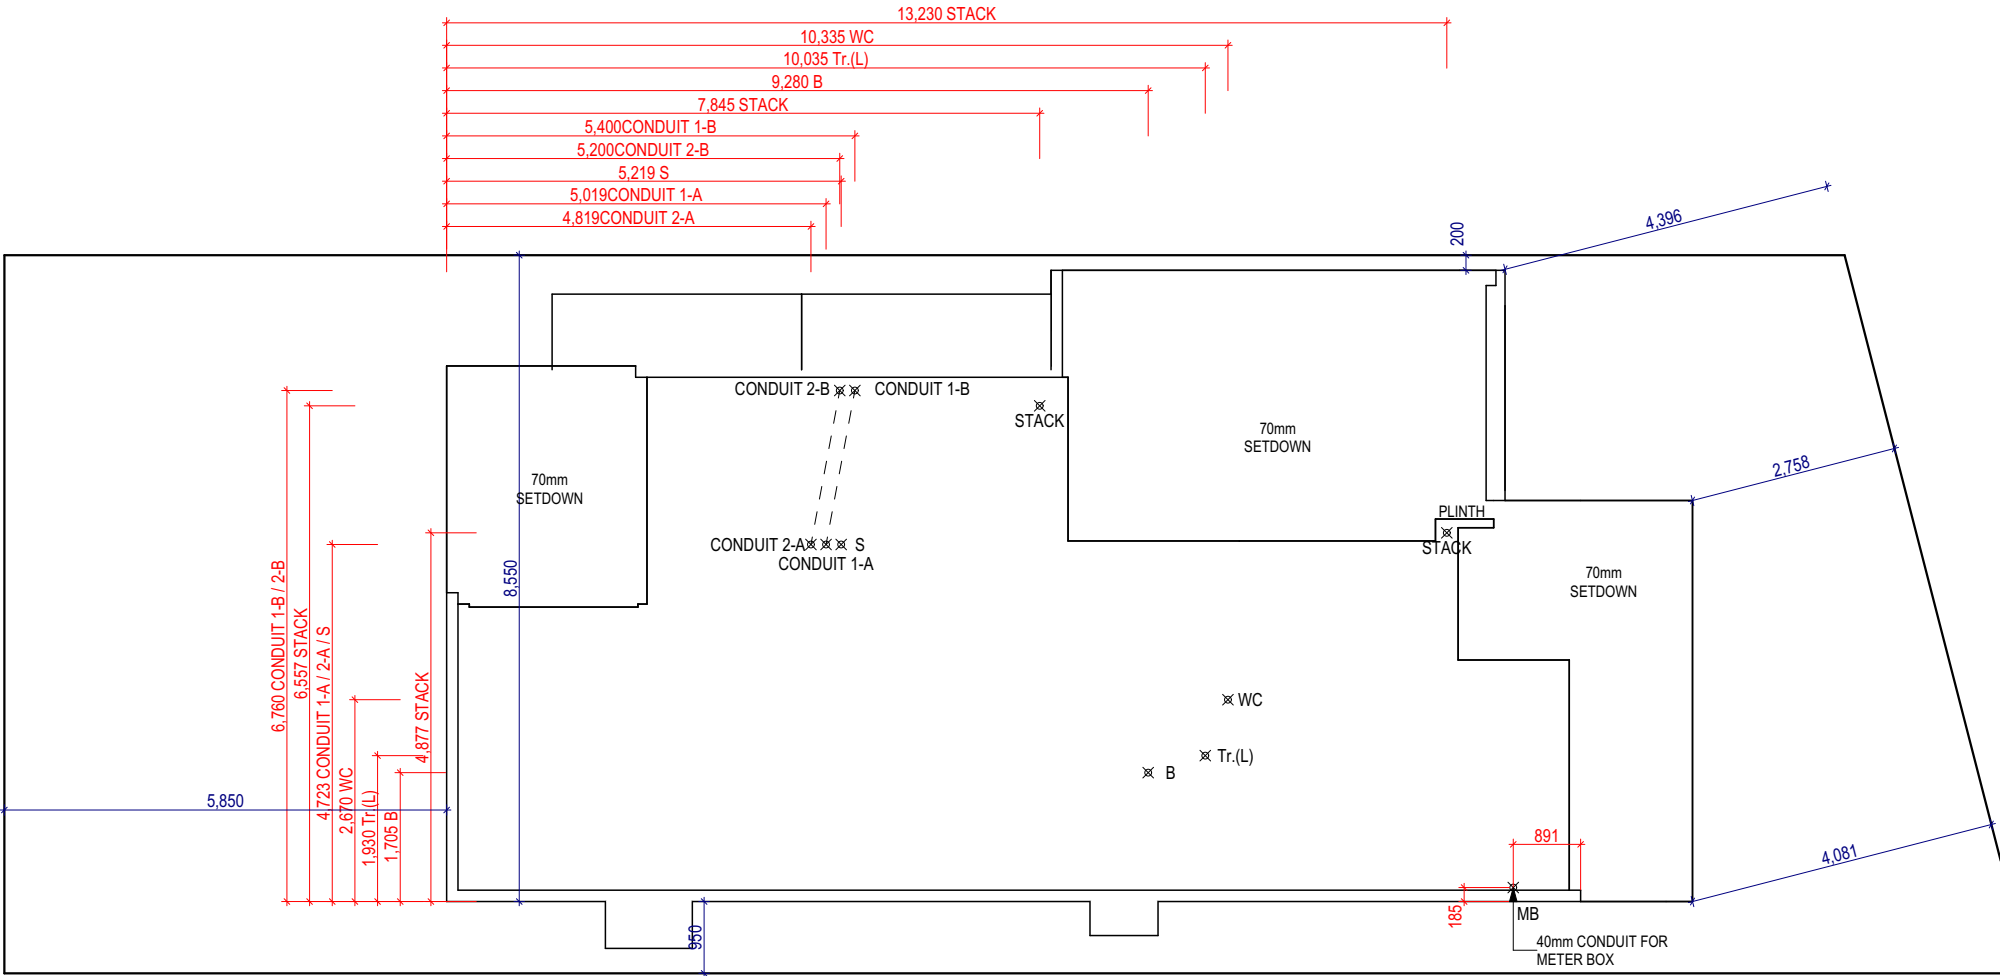 13,230 STACK
10,335 WC
10,035 Tr.(L)
9,280 B
7,845 STACK
5,400CONDUIT 1-B
5,200CONDUIT 2-B
5,219 S
5,019CONDUIT 1-A
4,819CONDUIT 2-A
4,396
200
CONDUIT 2-B
CONDUIT 1-B
STACK
70mm
SETDOWN
70mm
SETDOWN
2,758
PLINTH
STACK
CONDUIT 2-A
S
CONDUIT 1-A
70mm
SETDOWN
8,550
6,760 CONDUIT 1-B / 2-B
6,557 STACK
4,723 CONDUIT 1-A / 2-A / S
2,670 WC
1,930 Tr.(L)
1,705 B
4,877 STACK
WC
Tr.(L)
B
5,850
891
4,081
185
MB
950
40mm CONDUIT FOR
METER BOX